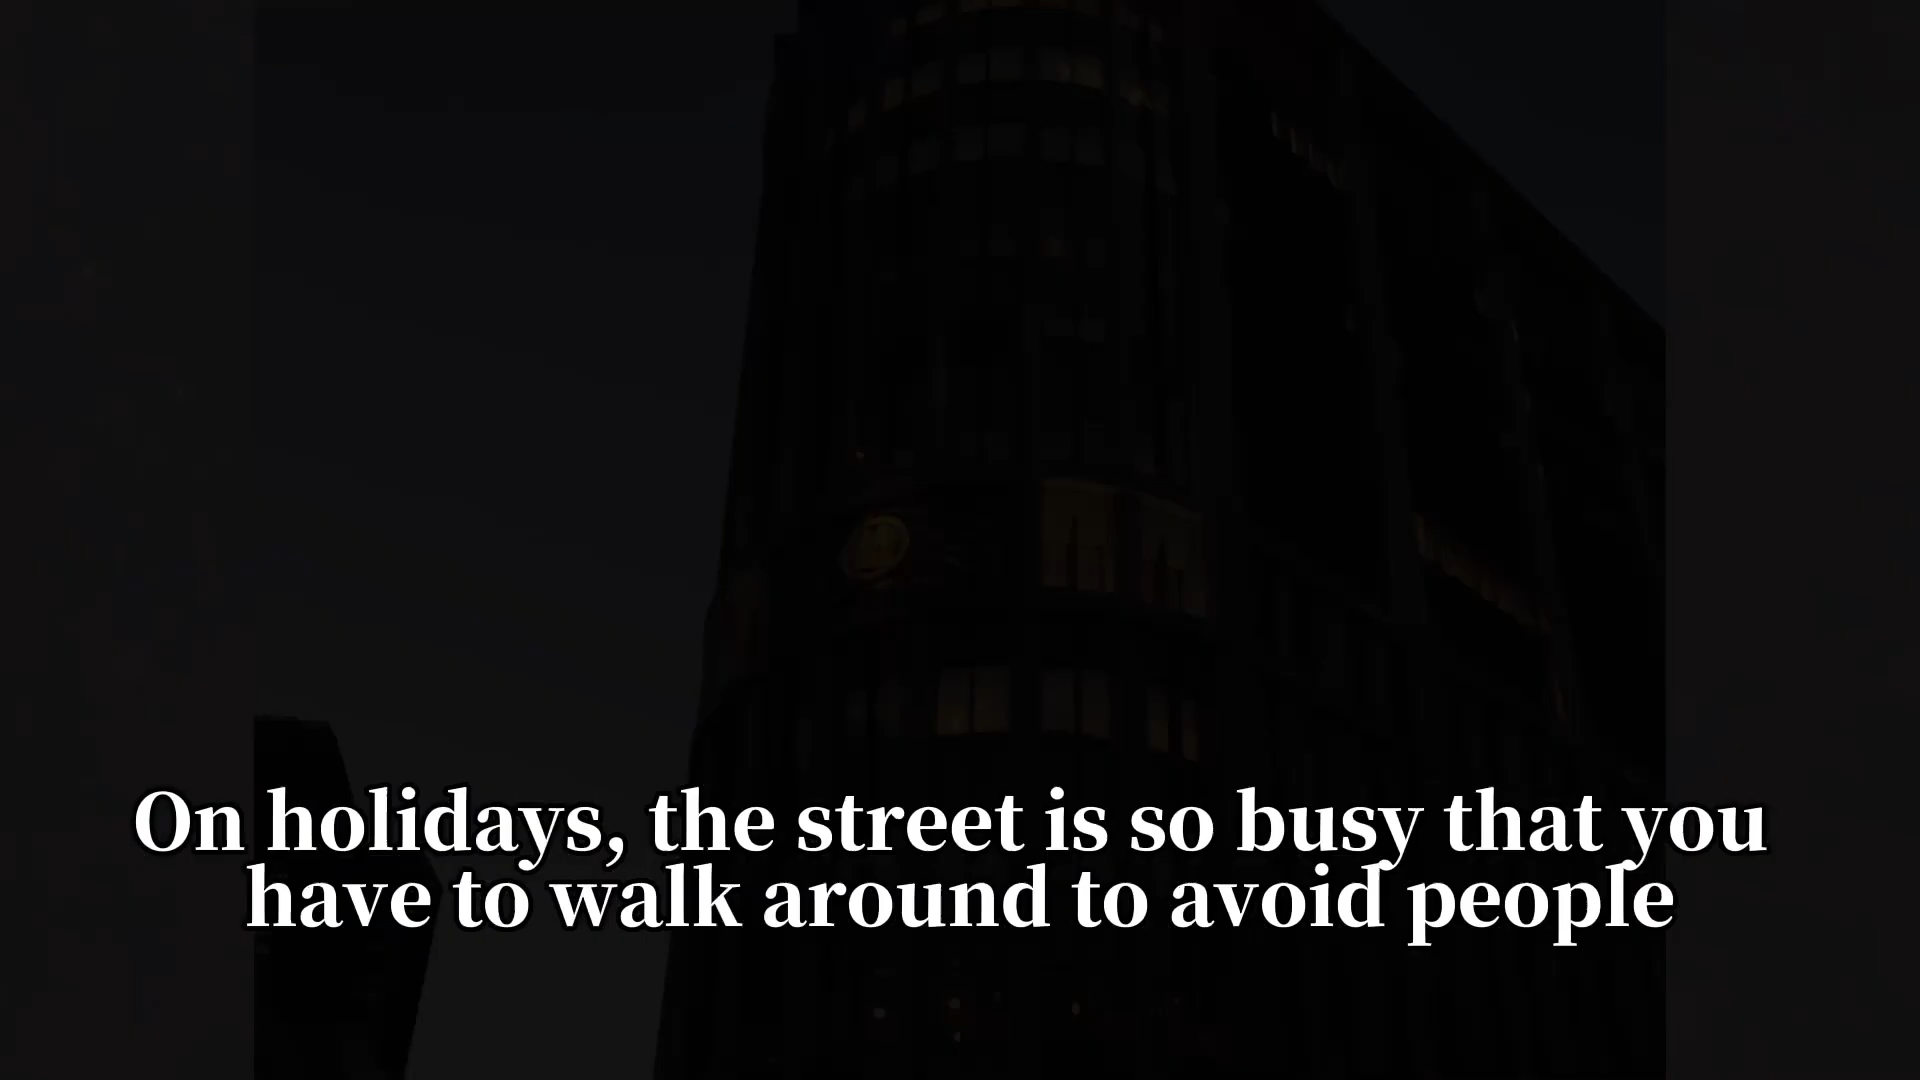 On holidays, the street is so busy that you
have to walk around to avoid people